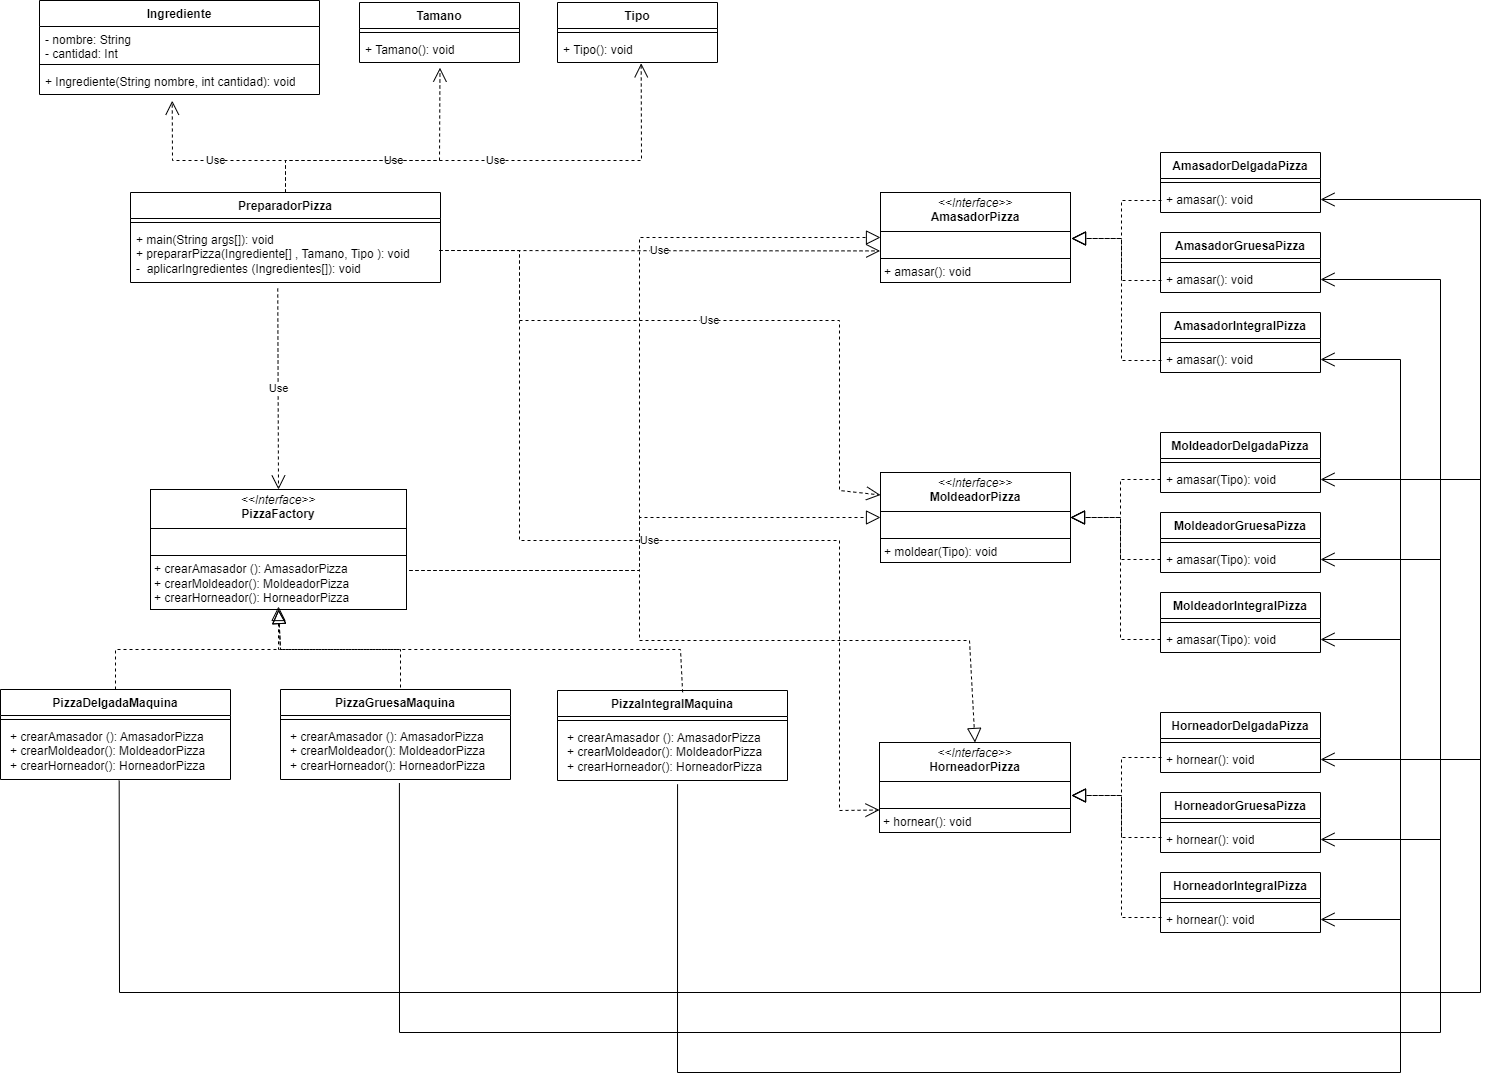 Ingrediente
- nombre: String
- cantidad: Int
+ Ingrediente(String nombre, int cantidad): void
Tamano
+ Tamano(): void
Tipo
+ Tipo(): void
Use
Use
Use
PreparadorPizza
+ main(String args[]): void
+ prepararPizza(Ingrediente[] , Tamano, Tipo ): void
- aplicarIngredientes (Ingredientes[]): void
Use
Use
Use
Use
<<Interface>>
AmasadorPizza
+ amasar(): void
AmasadorDelgadaPizza
+ amasar(): void
AmasadorGruesaPizza
+ amasar(): void
AmasadorIntegralPizza
+ amasar(): void
<<Interface>>
PizzaFactory
+ crearAmasador (): AmasadorPizza
+ crearMoldeador(): MoldeadorPizza
+ crearHorneador(): HorneadorPizza
<<Interface>>
MoldeadorPizza
+ moldear(Tipo): void
MoldeadorDelgadaPizza
+ amasar(Tipo): void
MoldeadorGruesaPizza
+ amasar(Tipo): void
MoldeadorIntegralPizza
+ amasar(Tipo): void
PizzaDelgadaMaquina
+ crearAmasador (): AmasadorPizza
+ crearMoldeador(): MoldeadorPizza
+ crearHorneador(): HorneadorPizza
PizzaGruesaMaquina
+ crearAmasador (): AmasadorPizza
+ crearMoldeador(): MoldeadorPizza
+ crearHorneador(): HorneadorPizza
PizzaIntegralMaquina
+ crearAmasador (): AmasadorPizza
+ crearMoldeador(): MoldeadorPizza
+ crearHorneador(): HorneadorPizza
<<Interface>>
HorneadorPizza
+ hornear(): void
HorneadorDelgadaPizza
+ hornear(): void
HorneadorGruesaPizza
+ hornear(): void
HorneadorIntegralPizza
+ hornear(): void